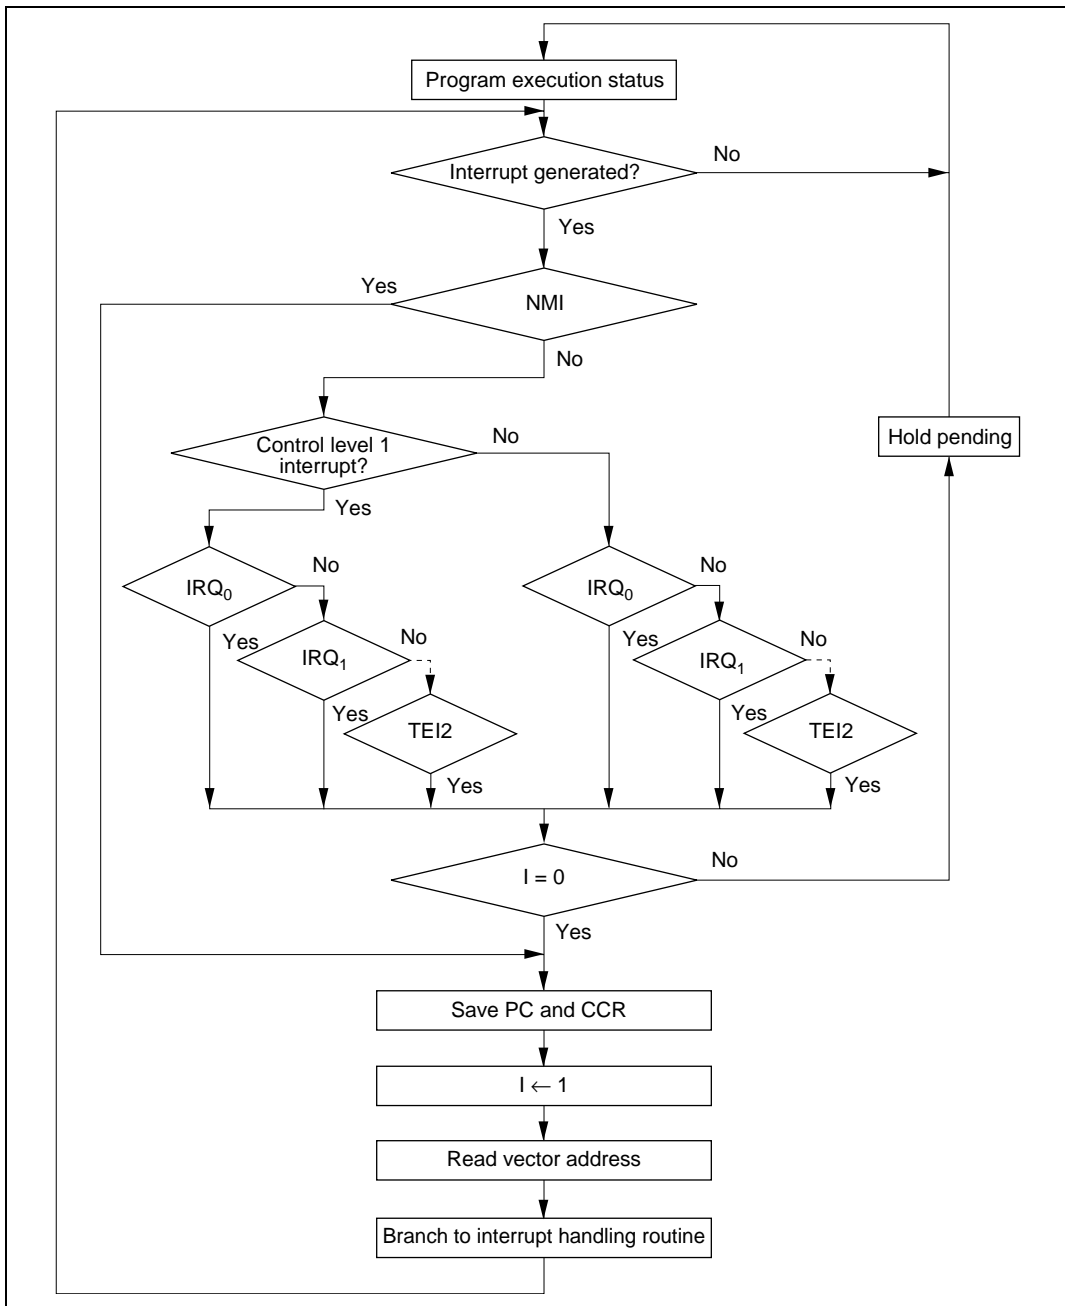 Program execution status
Interrupt generated?
No
Yes
Yes
NMI
No
Control level 1
interrupt?
No
Hold pending
Yes
IRQ0
No
IRQ0
No
Yes
IRQ1
No
Yes
IRQ1
No
Yes
TEI2
Yes
TEI2
Yes
Yes
I = 0
No
Yes
Save PC and CCR
I ← 1
Read vector address
Branch to interrupt handling routine